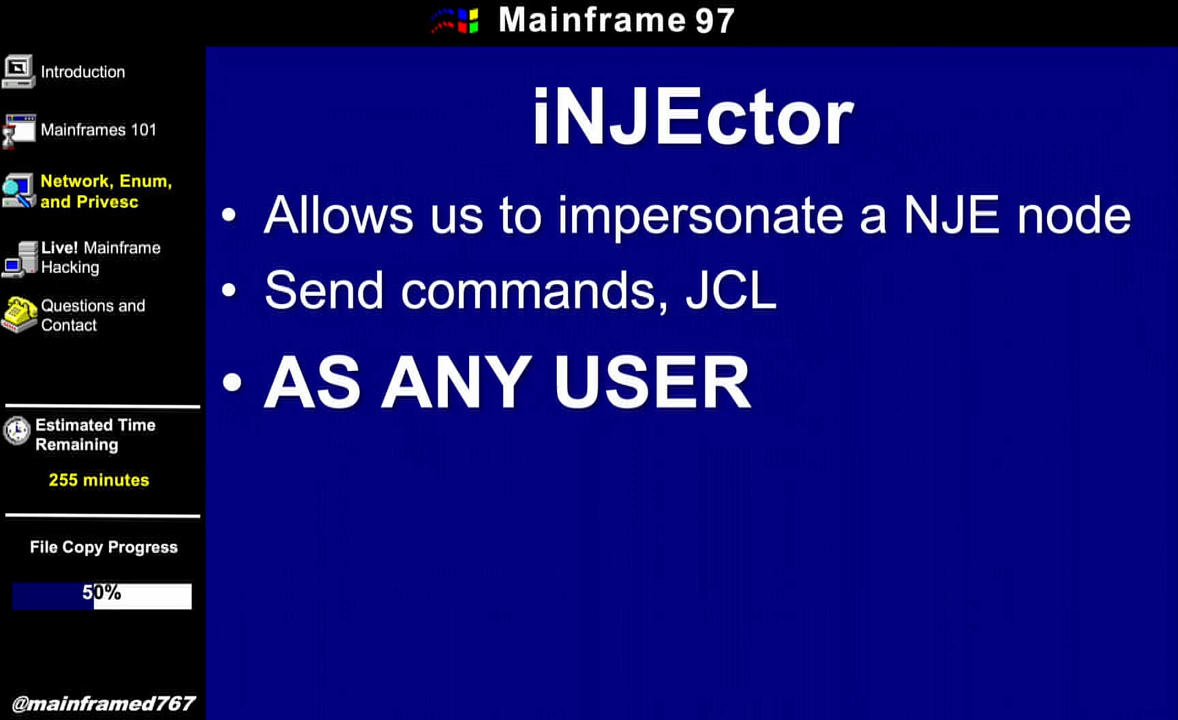 Mainframe 97
Introduction
Mainframes 101
Network, Enum,
and Privesc
Live! Mainframe
Hacking
Questions and
Contact
Estimated Time
Remaining
255 minutes
File Copy Progress
50%
@mainframed767
iNJEctor
• Allows us to impersonate a NJE node
• Send commands, JCL
• AS ANY USER